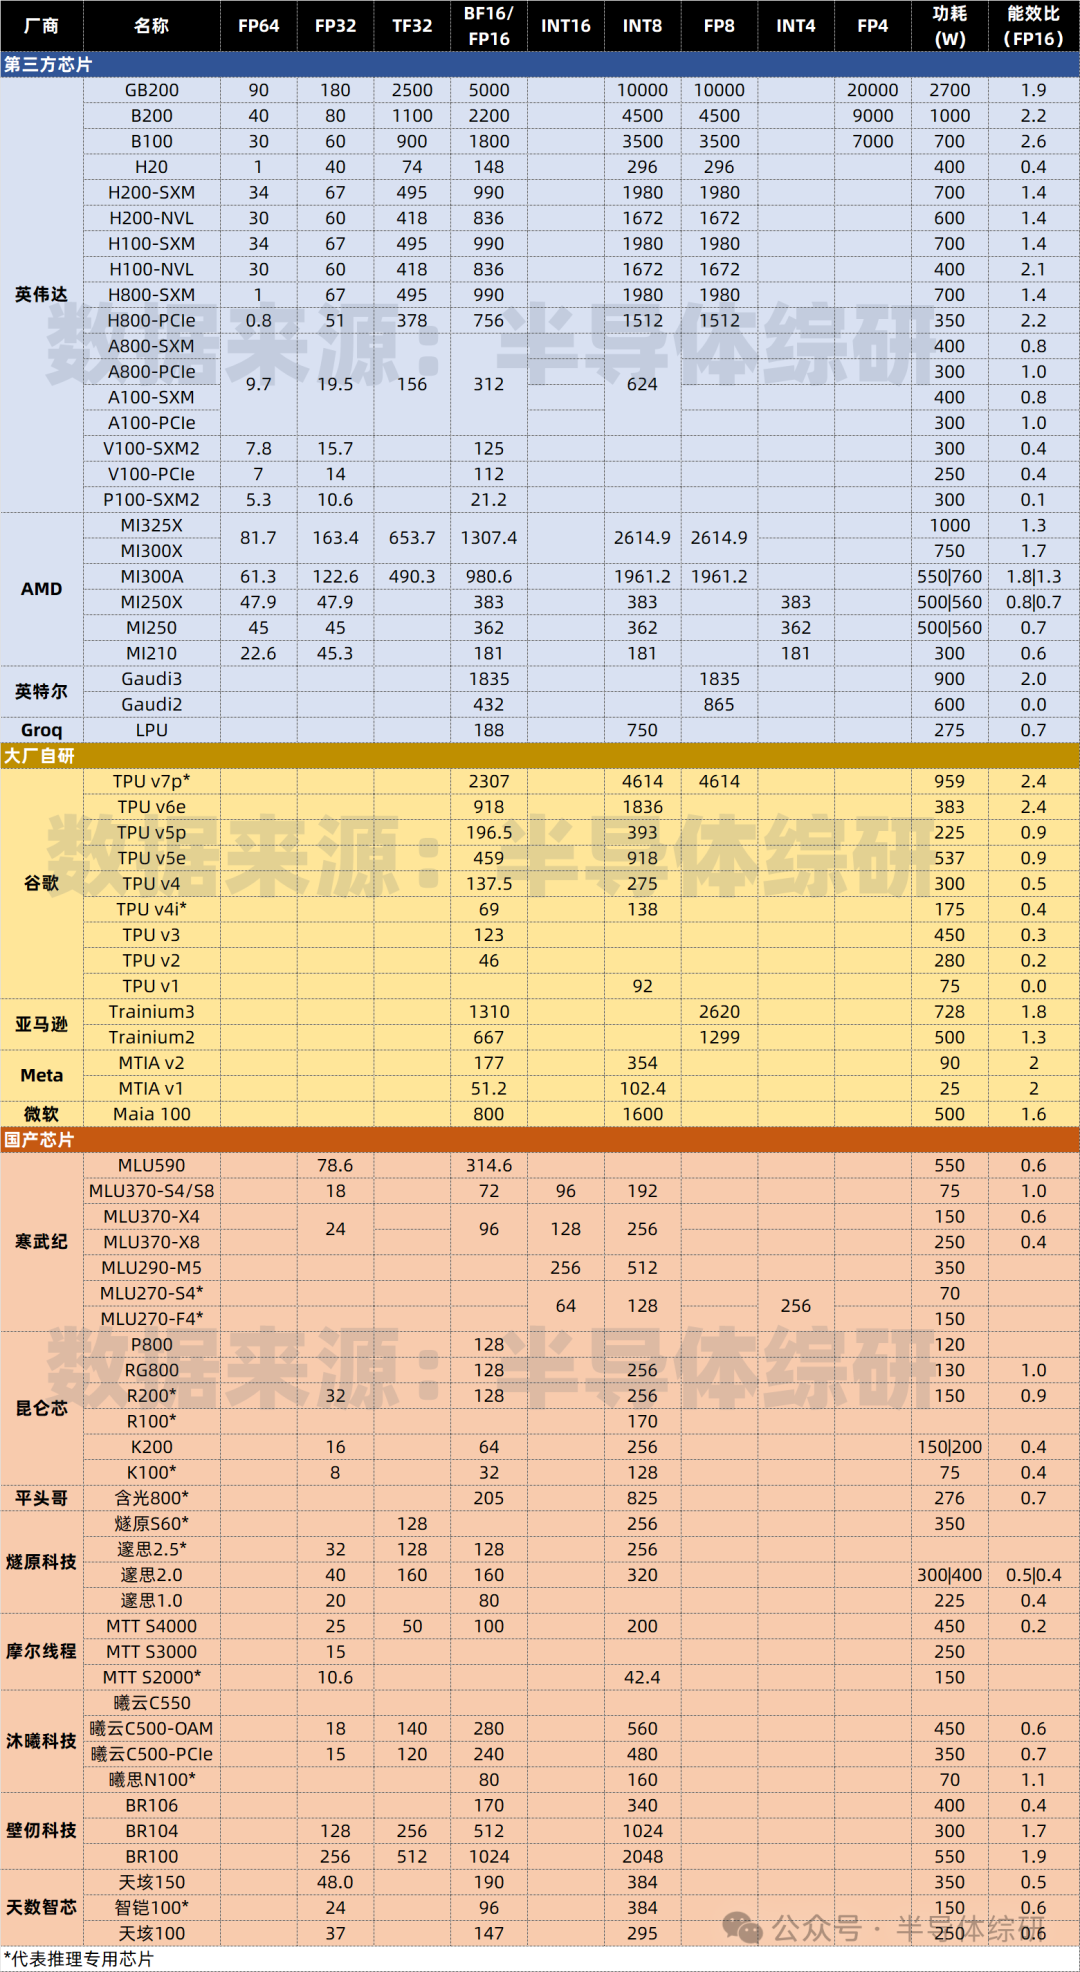 厂商 名称 FP64 FP32 TF32 BF16/FP16 INT16 INT8 FP8 INT4 FP4 功耗(W) 能效比(FP16)
第三方芯片
英伟达
GB200 90 180 2500 5000 10000 10000 20000 2700 1.9
B200 40 80 1100 2200 4500 4500 9000 1000 2.2
B100 30 60 900 1800 3500 3500 7000 700 2.6
H20 1 40 74 148 296 296 400 0.4
H200-SXM 34 67 495 990 1980 1980 700 1.4
H200-NVL 30 60 418 836 1672 1672 600 1.4
H100-SXM 34 67 495 990 1980 1980 700 1.4
H100-NVL 30 60 418 836 1672 1672 400 2.1
H800-SXM 1 67 495 990 1980 1980 700 1.4
H800-PCIe 0.8 51 378 756 1512 1512 350 2.2
A800-SXM 400 0.8
A800-PCIe 300 1.0
9.7 19.5 156 312 624
A100-SXM 400 0.8
A100-PCIe 300 1.0
V100-SXM2 7.8 15.7 125 300 0.4
V100-PCIe 7 14 112 250 0.4
P100-SXM2 5.3 10.6 21.2 300 0.1
AMD
MI325X 1000 1.3
81.7 163.4 653.7 1307.4 2614.9 2614.9
MI300X 750 1.7
MI300A 61.3 122.6 490.3 980.6 1961.2 1961.2 550|760 1.8|1.3
MI250X 47.9 47.9 383 383 383 500|560 0.8|0.7
MI250 45 45 362 362 362 500|560 0.7
MI210 22.6 45.3 181 181 181 300 0.6
英特尔
Gaudi3 1835 1835 900 2.0
Gaudi2 432 865 600 0.0
Groq LPU 188 750 275 0.7
大厂自研
谷歌
TPU v7p* 2307 4614 4614 959 2.4
TPU v6e 918 1836 383 2.4
TPU v5p 196.5 393 225 0.9
TPU v5e 459 918 537 0.9
TPU v4 137.5 275 300 0.5
TPU v4i* 69 138 175 0.4
TPU v3 123 450 0.3
TPU v2 46 280 0.2
TPU v1 92 75 0.0
亚马逊
Trainium3 1310 2620 728 1.8
Trainium2 667 1299 500 1.3
Meta
MTIA v2 177 354 90 2
MTIA v1 51.2 102.4 25 2
微软 Maia 100 800 1600 500 1.6
国产芯片
寒武纪
MLU590 78.6 314.6 550 0.6
MLU370-S4/S8 18 72 96 192 75 1.0
MLU370-X4 150 0.6
24 96 128 256
MLU370-X8 250 0.4
MLU290-M5 256 512 350
MLU270-S4* 70
64 128 256
MLU270-F4* 150
昆仑芯
P800 128 120
RG800 128 256 130 1.0
R200* 32 128 256 150 0.9
R100* 170
K200 16 64 256 150|200 0.4
K100* 8 32 128 75 0.4
平头哥 含光800* 205 825 276 0.7
燧原科技
燧原S60* 128 256 350
邃思2.5* 32 128 128 256
邃思2.0 40 160 160 320 300|400 0.5|0.4
邃思1.0 20 80 225 0.4
摩尔线程
MTT S4000 25 50 100 200 450 0.2
MTT S3000 15 250
MTT S2000* 10.6 42.4 150
沐曦科技
曦云C550
曦云C500-OAM 18 140 280 560 450 0.6
曦云C500-PCIe 15 120 240 480 350 0.7
曦思N100* 80 160 70 1.1
壁仞科技
BR106 170 340 400 0.4
BR104 128 256 512 1024 300 1.7
BR100 256 512 1024 2048 550 1.9
天数智芯
天垓150 48.0 190 384 350 0.5
智铠100* 24 96 384 150 0.6
天垓100 37 147 295 250 0.6
*代表推理专用芯片
数据来源：半导体综研
数据来源：半导体综研
数据来源：半导体综研
公众号·半导体综研